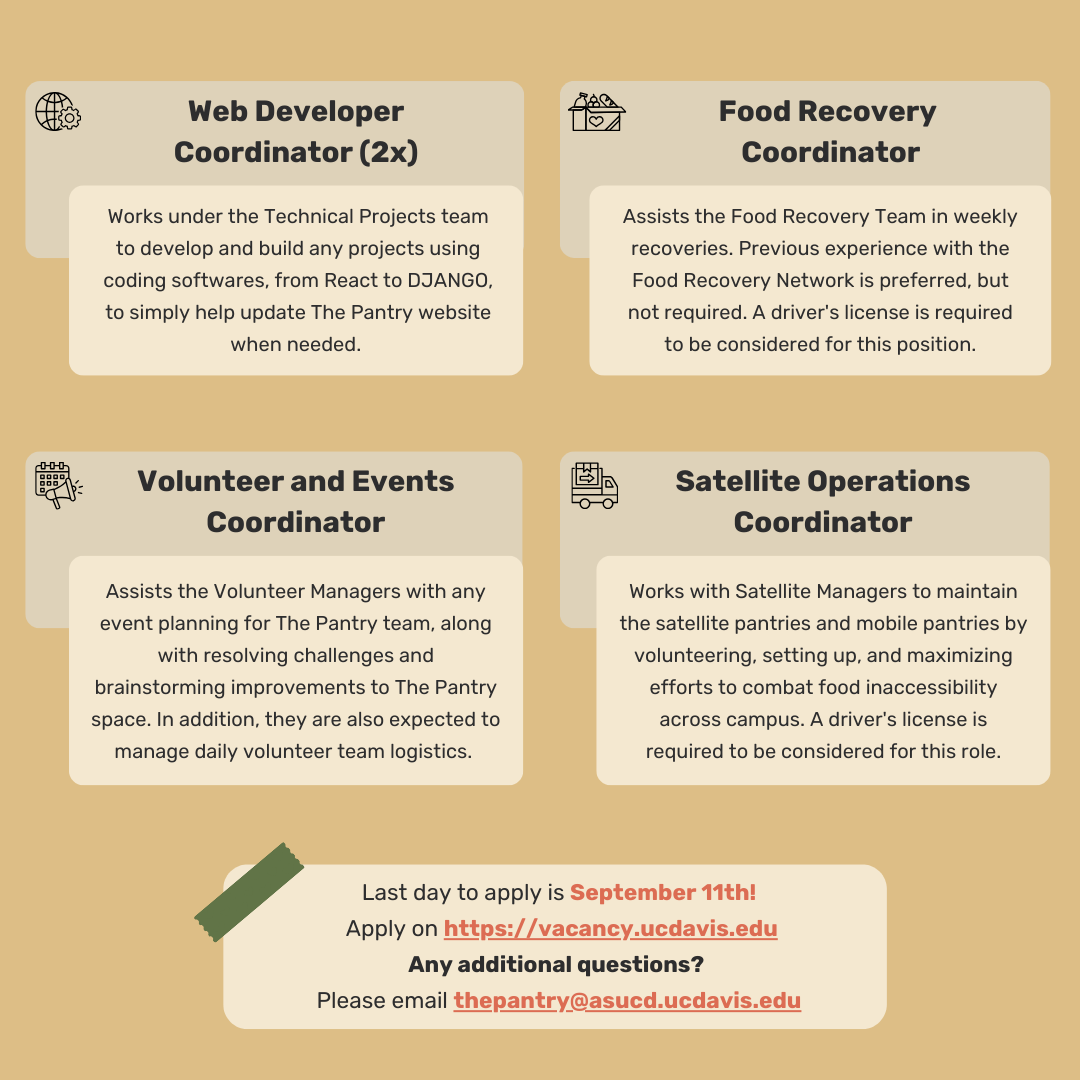 Web Developer
Coordinator (2x)
Works under the Technical Projects team
to develop and build any projects using
coding softwares, from React to DJANGO,
to simply help update The Pantry website
when needed.
Food Recovery
Coordinator
Assists the Food Recovery Team in weekly
recoveries. Previous experience with the
Food Recovery Network is preferred, but
not required. A driver's license is required
to be considered for this position.
Volunteer and Events
Coordinator
Assists the Volunteer Managers with any
event planning for The Pantry team, along
with resolving challenges and
brainstorming improvements to The Pantry
space. In addition, they are also expected to
manage daily volunteer team logistics.
Satellite Operations
Coordinator
Works with Satellite Managers to maintain
the satellite pantries and mobile pantries by
volunteering, setting up, and maximizing
efforts to combat food inaccessibility
across campus. A driver's license is
required to be considered for this role.
Last day to apply is September 11th!
Apply on https://vacancy.ucdavis.edu
Any additional questions?
Please email thepantry@asucd.ucdavis.edu